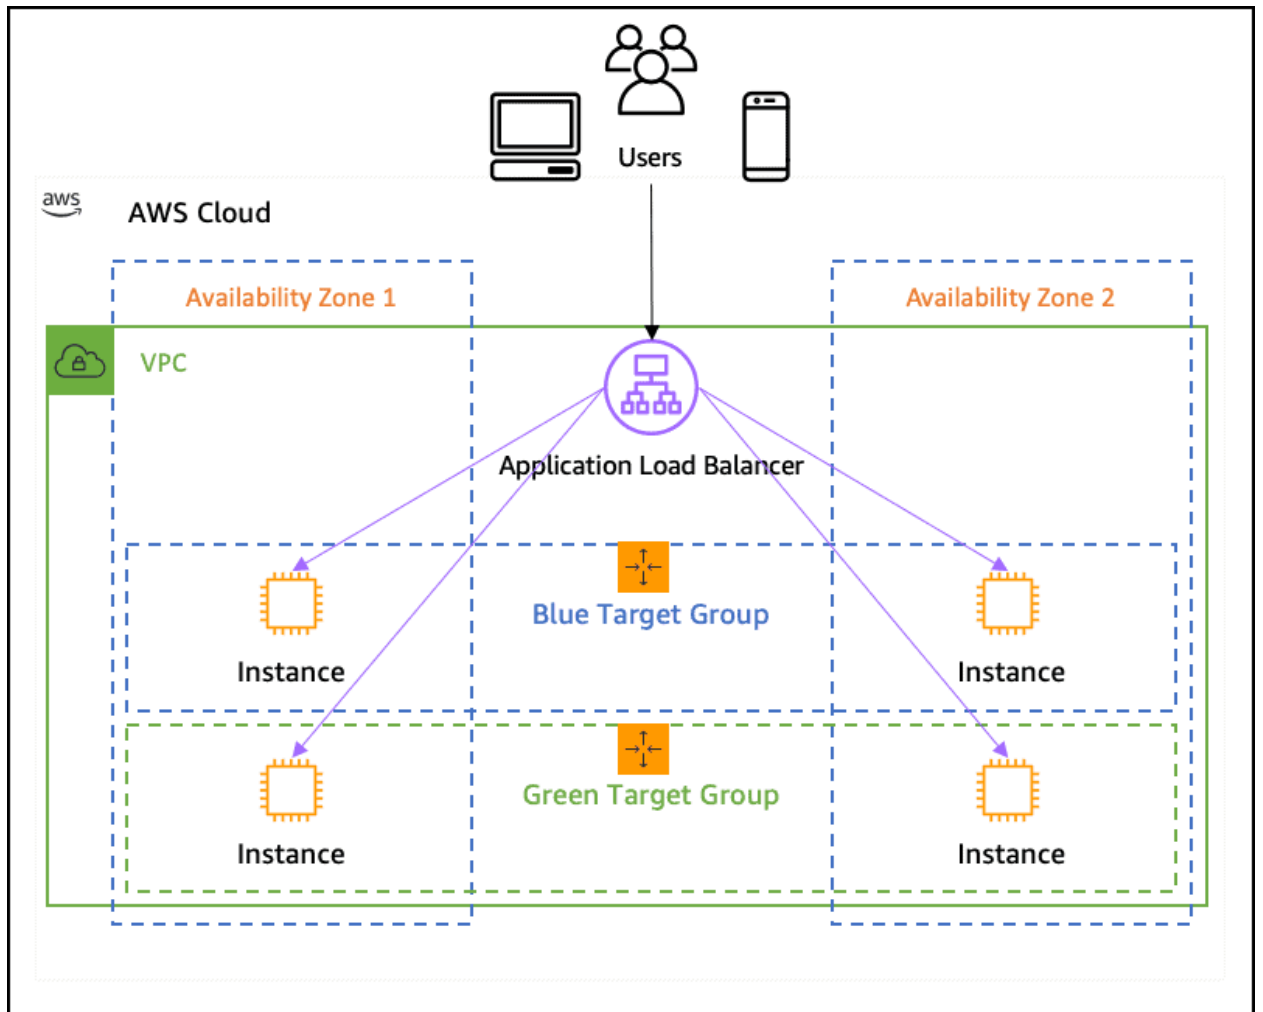 Users
aws
AWS Cloud
Availability Zone 1
Availability Zone 2
VPC
Application Load Balancer
Blue Target Group
Instance
Instance
Green Target Group
Instance
Instance